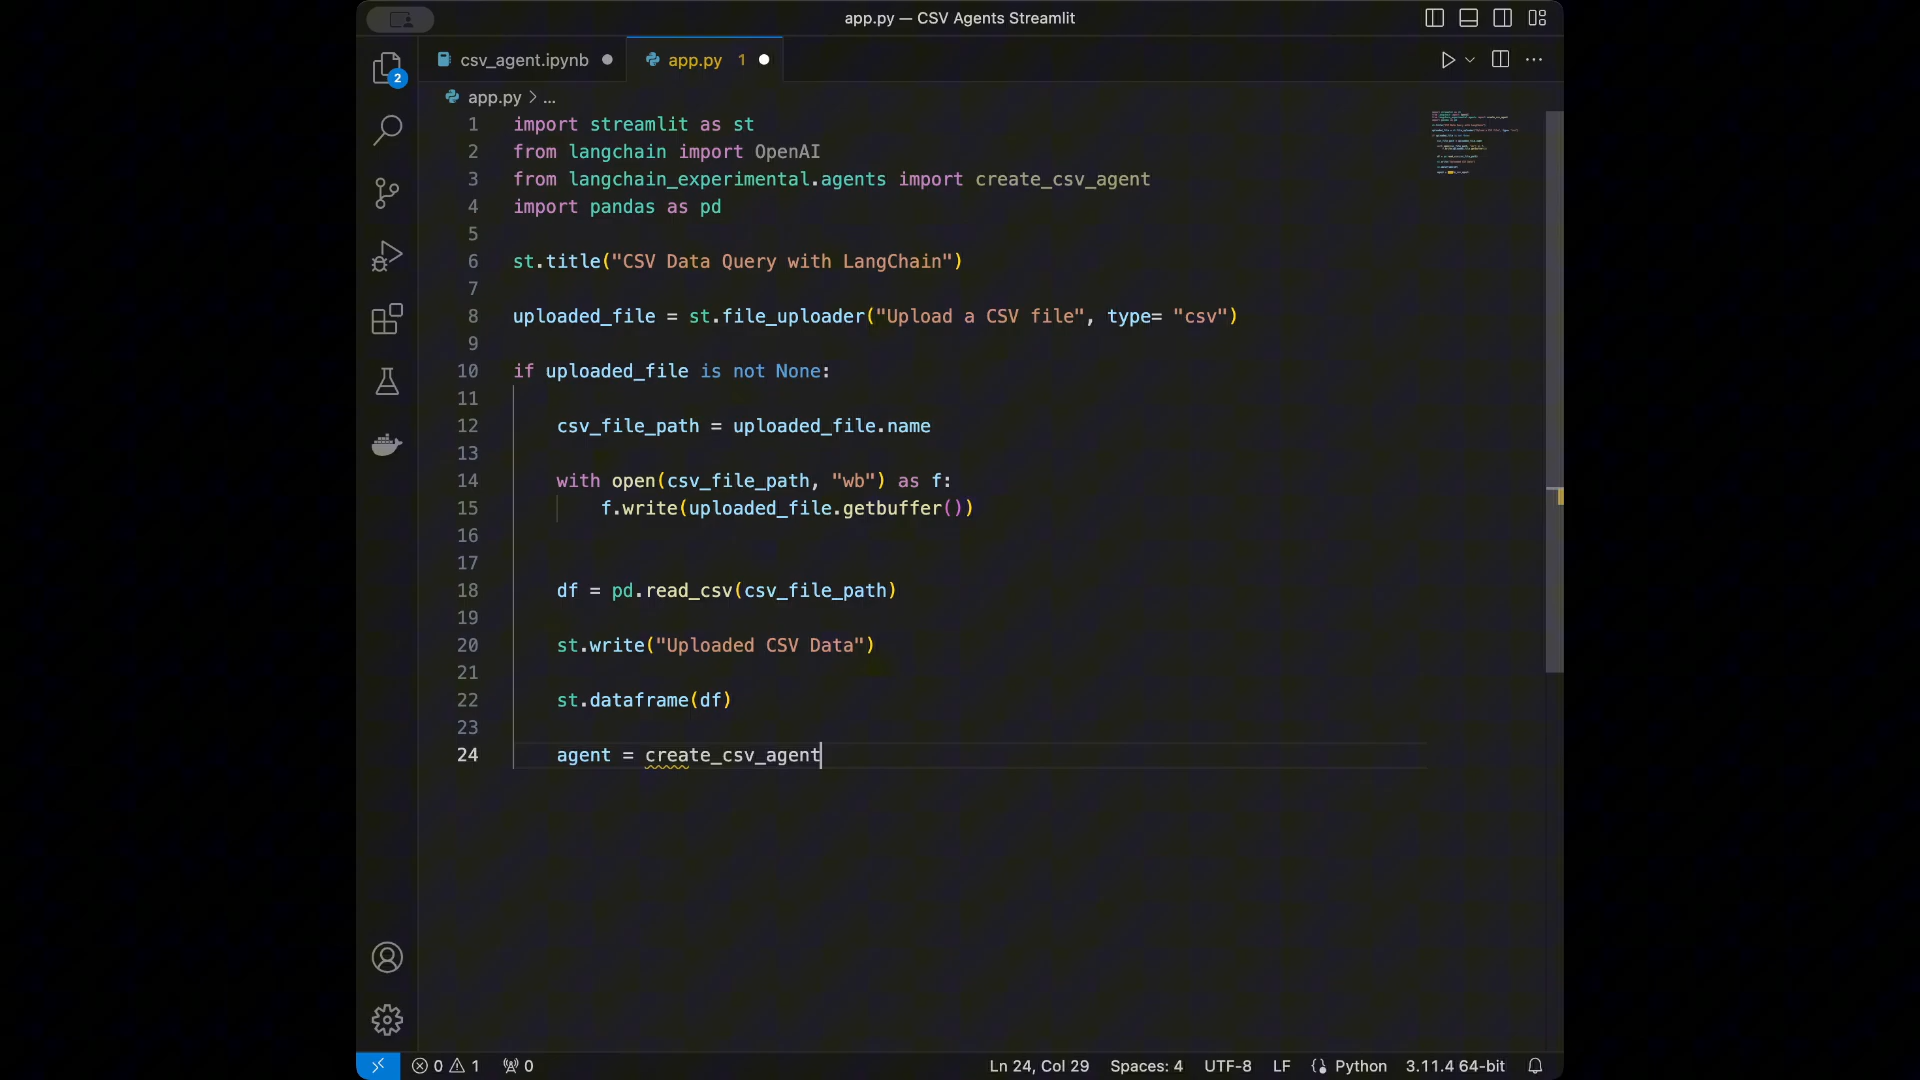 app.py — CSV Agents Streamlit
csv_agent.ipynb
app.py 1
2
app.py > ...
1 import streamlit as st
2 from langchain import OpenAI
3 from langchain_experimental.agents import create_csv_agent
4 import pandas as pd
5
6 st.title("CSV Data Query with LangChain")
7
8 uploaded_file = st.file_uploader("Upload a CSV file", type= "csv")
9
10 if uploaded_file is not None:
11
12     csv_file_path = uploaded_file.name
13
14     with open(csv_file_path, "wb") as f:
15         f.write(uploaded_file.getbuffer())
16
17
18     df = pd.read_csv(csv_file_path)
19
20     st.write("Uploaded CSV Data")
21
22     st.dataframe(df)
23
24     agent = create_csv_agent
0 1 0 Ln 24, Col 29 Spaces: 4 UTF-8 LF Python 3.11.4 64-bit